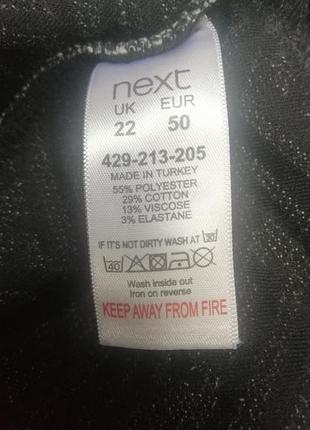 next
UK EUR
22 50
429-213-205
MADE IN TURKEY
55% POLYESTER
29% COTTON
13% VISCOSE
3% ELASTANE
IF IT'S NOT DIRTY WASH AT 30
40
Wash inside out
Iron on reverse
KEEP AWAY FROM FIRE